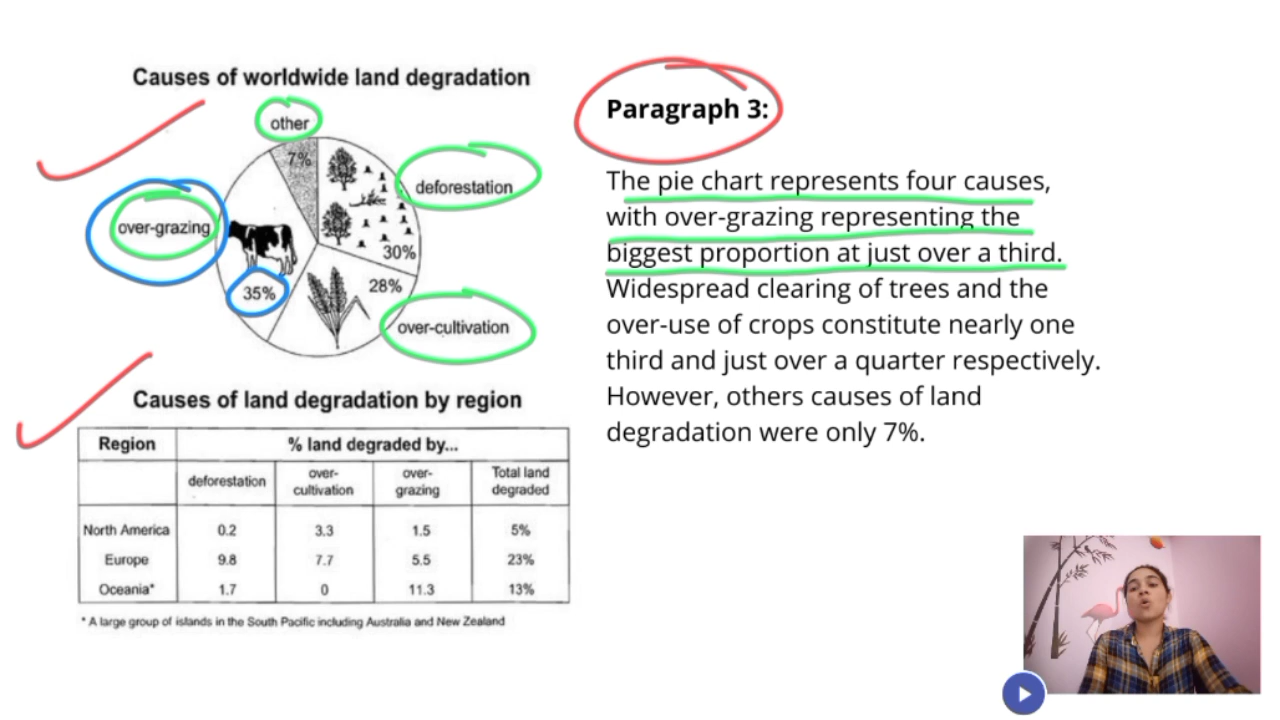 Causes of worldwide land degradation
other
7%
deforestation
over-grazing
30%
28%
35%
over-cultivation
Causes of land degradation by region
Region % land degraded by...
deforestation over-cultivation over-grazing Total land degraded
North America 0.2 3.3 1.5 5%
Europe 9.8 7.7 5.5 23%
Oceania* 1.7 0 11.3 13%
* A large group of islands in the South Pacific including Australia and New Zealand
Paragraph 3:
The pie chart represents four causes,
with over-grazing representing the
biggest proportion at just over a third.
Widespread clearing of trees and the
over-use of crops constitute nearly one
third and just over a quarter respectively.
However, others causes of land
degradation were only 7%.